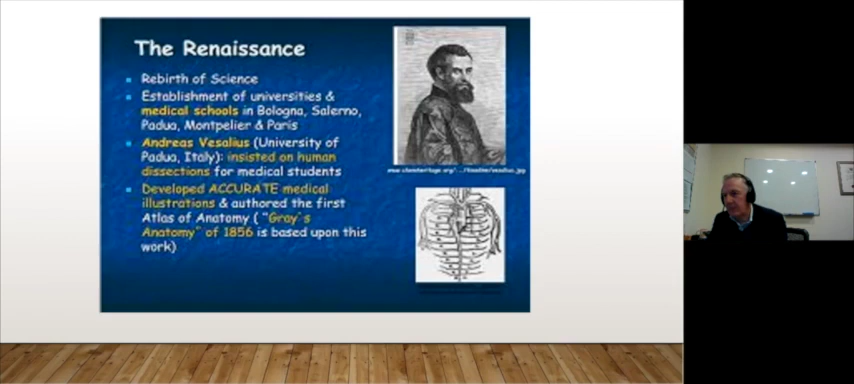 The Renaissance
Rebirth of Science
Establishment of universities &
medical schools in Bologna, Salerno,
Padua, Montpelier & Paris
Andreas Vesalius (University of
Padua, Italy): insisted on human
dissections for medical students
Developed ACCURATE medical
illustrations & authored the first
Atlas of Anatomy ( "Gray's
Anatomy" of 1856 is based upon this
work)